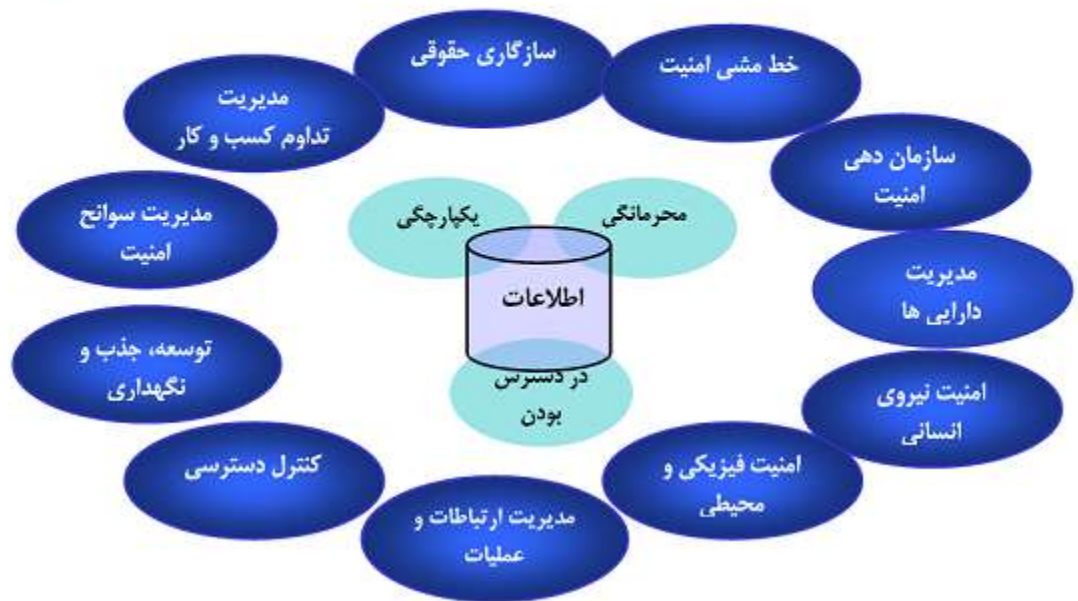 خط مشی امنیت
سازمان دهی
امنیت
مدیریت
دارایی ها
امنیت نیروی
انسانی
امنیت فیزیکی و
محیطی
مدیریت ارتباطات و
عملیات
کنترل دسترسی
توسعه، جذب و
نگهداری
مدیریت سوانح
امنیت
مدیریت
تداوم کسب و کار
سازگاری حقوقی
محرمانگی
یکپارچگی
اطلاعات
در دسترس
بودن